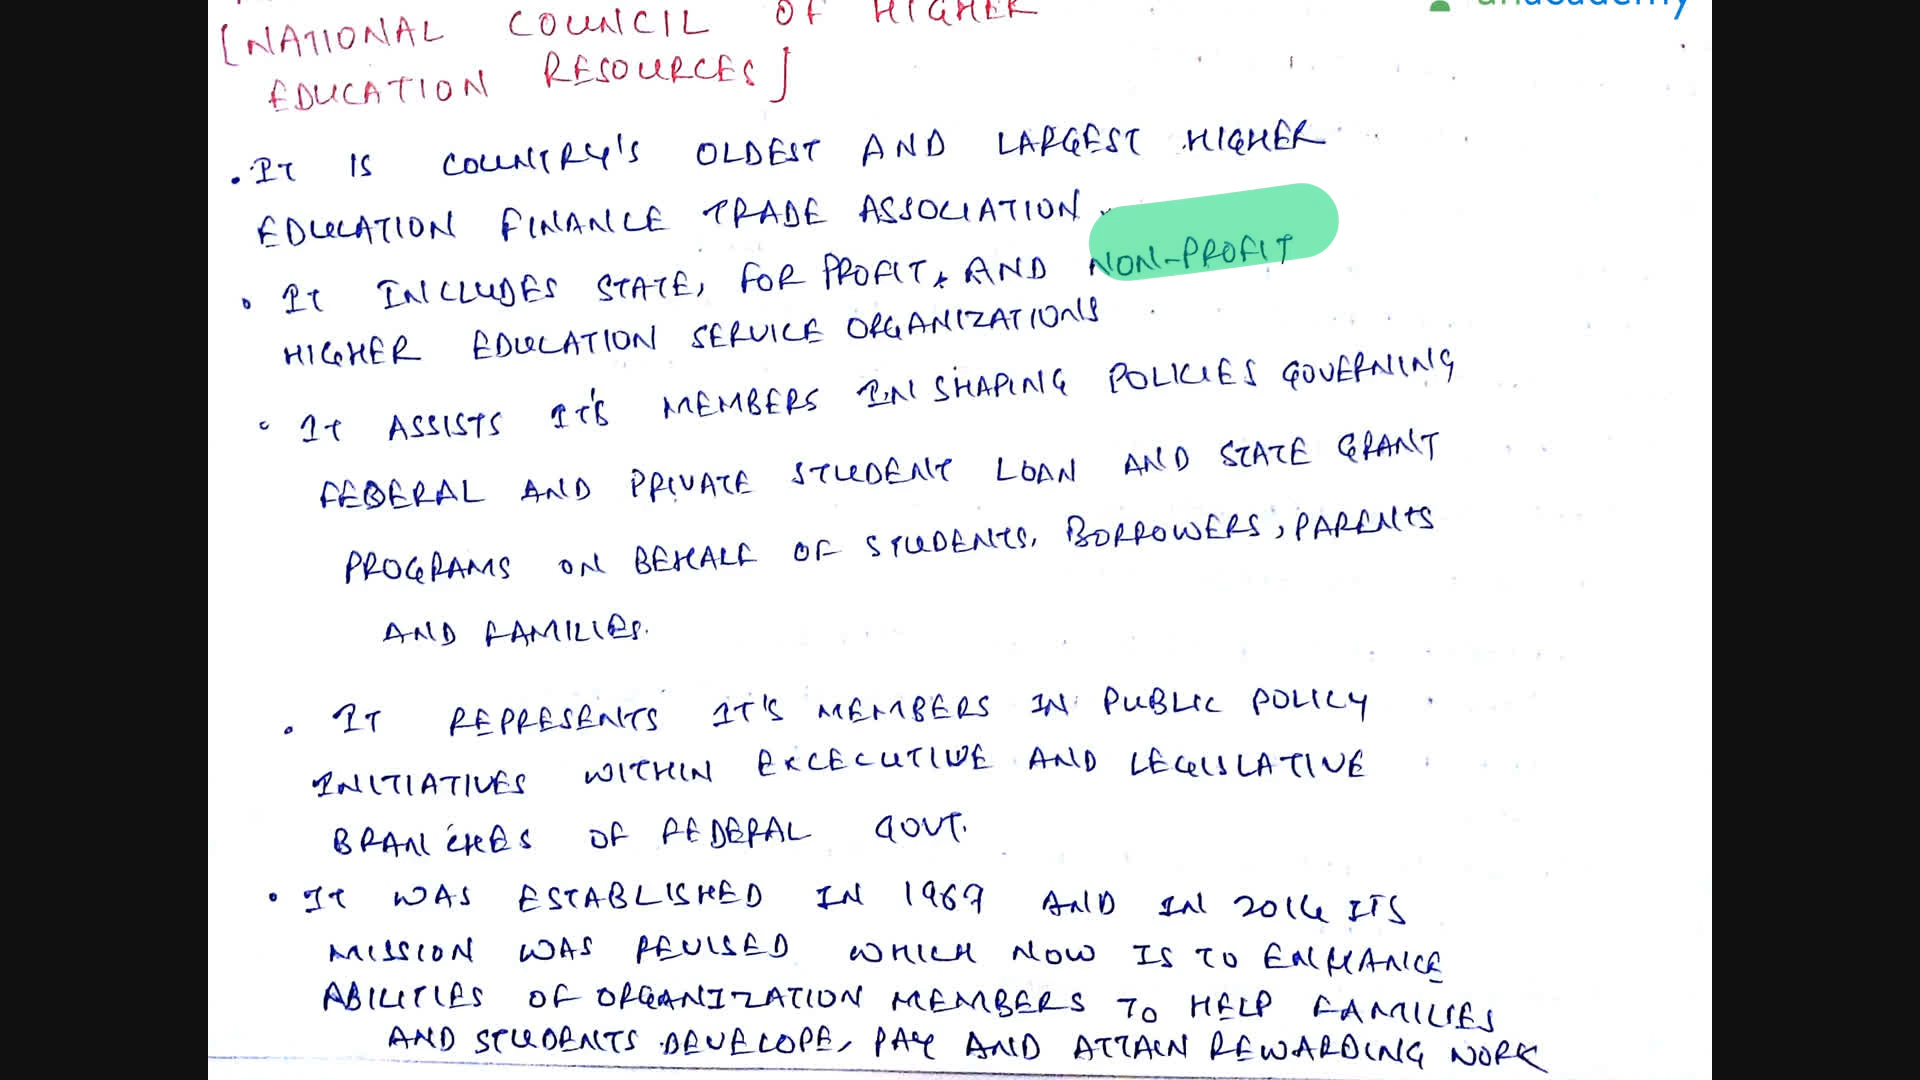 unacademy
[NATIONAL COUNCIL OF HIGHER
EDUCATION RESOURCES]
• It IS COUNTRY'S OLDEST AND LARGEST HIGHER
EDUCATION FINANCE TRADE ASSOCIATION.
• It INCLUDES STATE, FOR PROFIT, AND NON-PROFIT
HIGHER EDUCATION SERVICE ORGANIZATIONS
• It ASSISTS It'S MEMBERS IN SHAPING POLICIES GOVERNING
FEDERAL AND PRIVATE STUDENT LOAN AND STATE GRANT
PROGRAMS ON BEHALF OF STUDENTS, BORROWERS, PARENTS
AND FAMILIES.
• IT REPRESENTS IT'S MEMBERS IN PUBLIC POLICY
INITIATIVES WITHIN EXCECUTIVE AND LEGISLATIVE
BRANCHES OF FEDERAL GOVT.
• It WAS ESTABLISHED IN 1967 AND IN 2014 ITS
MISSION WAS REVISED WHICH NOW IS TO ENHANCE
ABILITIES OF ORGANIZATION MEMBERS TO HELP FAMILIES
AND STUDENTS DEVELOPE, PAY AND ATTAIN REWARDING WORK